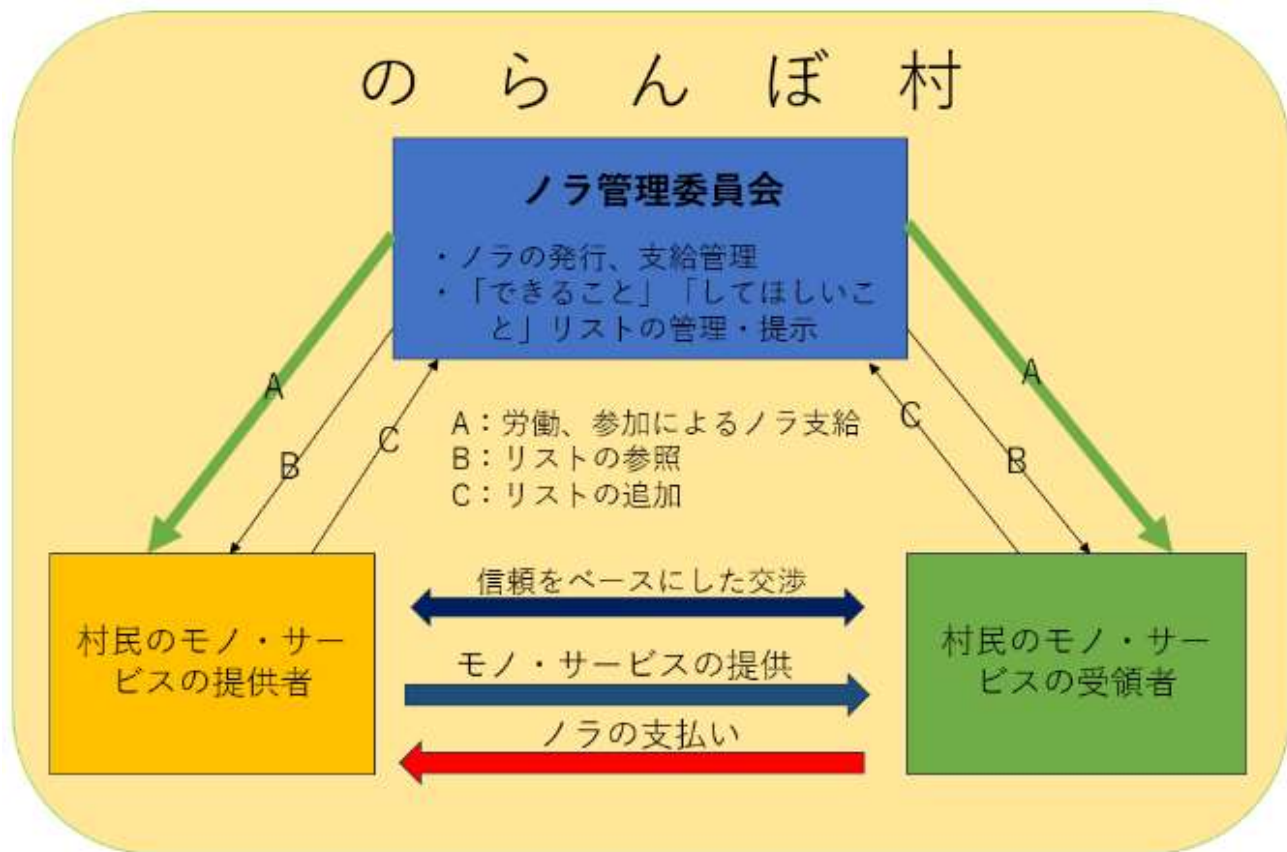 のらんぼ村
ノラ管理委員会
・ノラの発行、支給管理
・「できること」「してほしいこ
と」リストの管理・提示
A
B
C
A：労働、参加によるノラ支給
B：リストの参照
C：リストの追加
C
B
A
信頼をベースにした交渉
村民のモノ・サー
ビスの提供者
モノ・サービスの提供
ノラの支払い
村民のモノ・サー
ビスの受領者